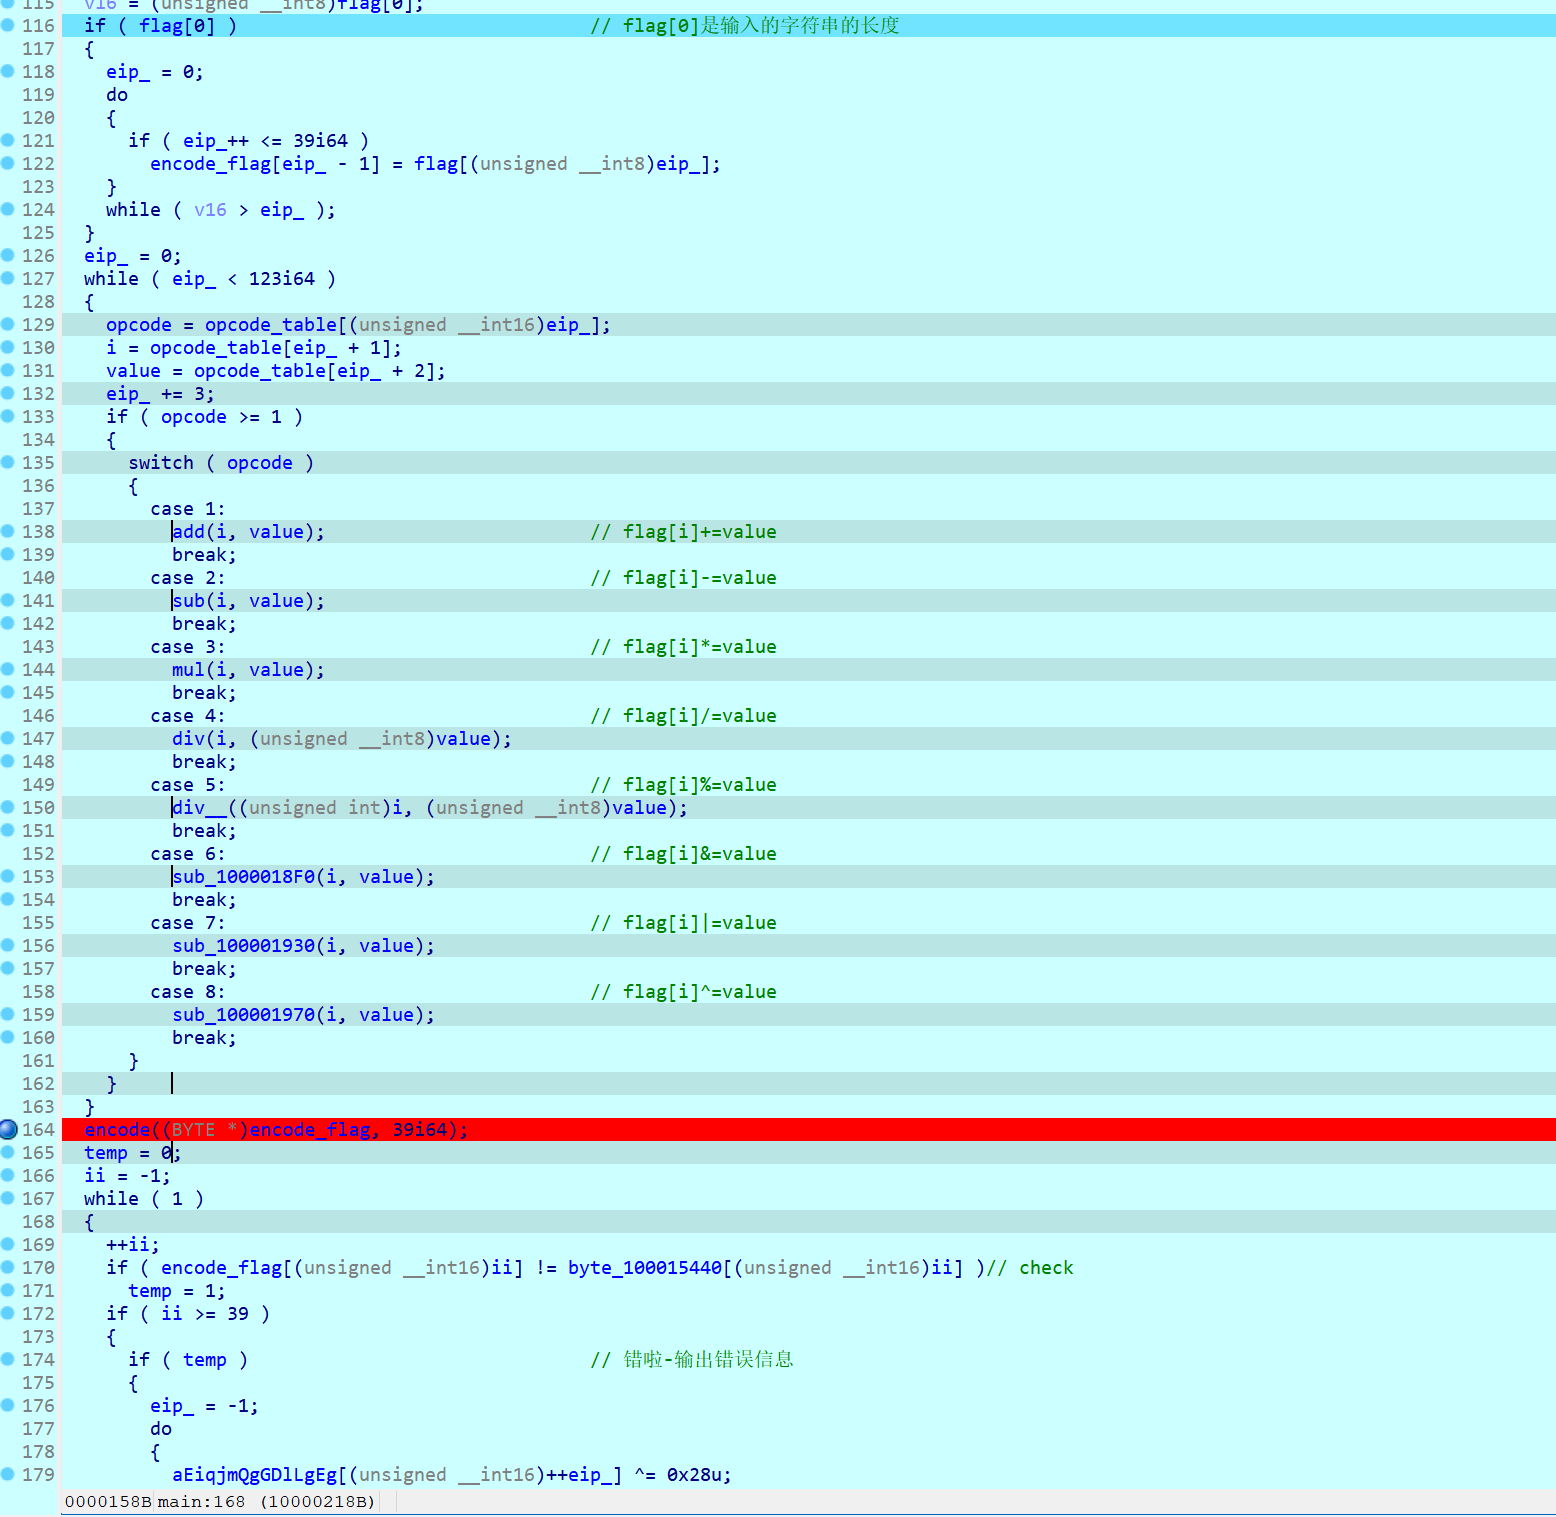 115 v16 = (unsigned __int8)flag[0];
116 if ( flag[0] ) // flag[0]是输入的字符串的长度
117 {
118 eip_ = 0;
119 do
120 {
121 if ( eip_++ <= 39i64 )
122 encode_flag[eip_ - 1] = flag[(unsigned __int8)eip_];
123 }
124 while ( v16 > eip_ );
125 }
126 eip_ = 0;
127 while ( eip_ < 123i64 )
128 {
129 opcode = opcode_table[(unsigned __int16)eip_];
130 i = opcode_table[eip_ + 1];
131 value = opcode_table[eip_ + 2];
132 eip_ += 3;
133 if ( opcode >= 1 )
134 {
135 switch ( opcode )
136 {
137 case 1:
138 add(i, value); // flag[i]+=value
139 break;
140 case 2: // flag[i]-=value
141 sub(i, value);
142 break;
143 case 3: // flag[i]*=value
144 mul(i, value);
145 break;
146 case 4: // flag[i]/=value
147 div(i, (unsigned __int8)value);
148 break;
149 case 5: // flag[i]%=value
150 div__((unsigned int)i, (unsigned __int8)value);
151 break;
152 case 6: // flag[i]&=value
153 sub_1000018F0(i, value);
154 break;
155 case 7: // flag[i]|=value
156 sub_100001930(i, value);
157 break;
158 case 8: // flag[i]^=value
159 sub_100001970(i, value);
160 break;
161 }
162 }
163 }
164 encode((BYTE *)encode_flag, 39i64);
165 temp = 0;
166 ii = -1;
167 while ( 1 )
168 {
169 ++ii;
170 if ( encode_flag[(unsigned __int16)ii] != byte_100015440[(unsigned __int16)ii] )// check
171 temp = 1;
172 if ( ii >= 39 )
173 {
174 if ( temp ) // 错啦-输出错误信息
175 {
176 eip_ = -1;
177 do
178 {
179 aEiqjmQgGDlLgEg[(unsigned __int16)++eip_] ^= 0x28u;
0000158B main:168 (10000218B)